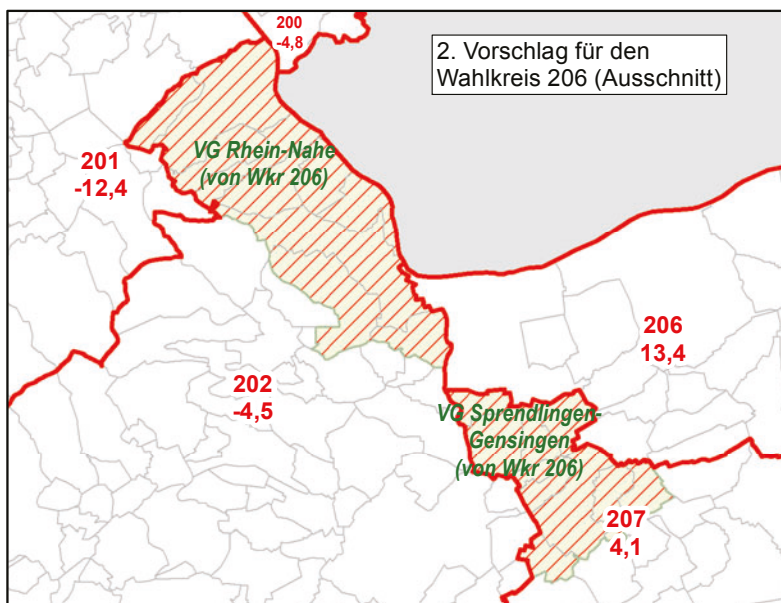 200
-4,8
2. Vorschlag für den
Wahlkreis 206 (Ausschnitt)
201
-12,4
VG Rhein-Nahe
(von Wkr 206)
206
13,4
202
-4,5
VG Sprendlingen-
Gensingen
(von Wkr 206)
207
4,1